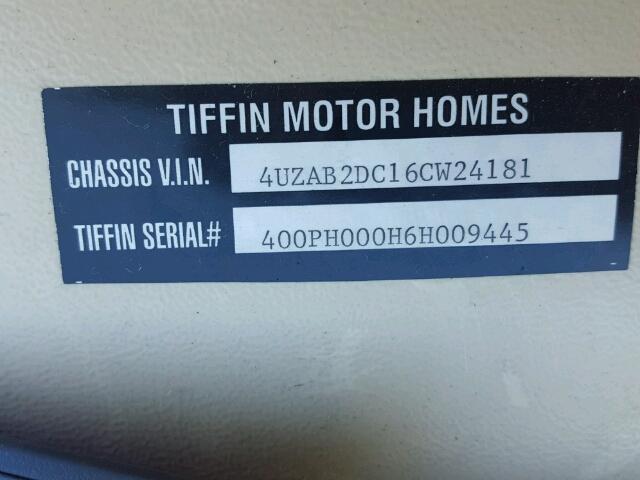 TIFFIN MOTOR HOMES
CHASSIS V.I.N. 4UZAB2DC16CW24181
TIFFIN SERIAL# 400PH000H6H009445